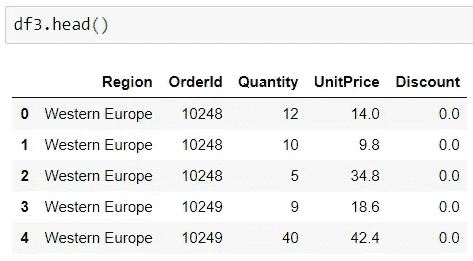 df3.head()
Region OrderId Quantity UnitPrice Discount
0 Western Europe 10248 12 14.0 0.0
1 Western Europe 10248 10 9.8 0.0
2 Western Europe 10248 5 34.8 0.0
3 Western Europe 10249 9 18.6 0.0
4 Western Europe 10249 40 42.4 0.0